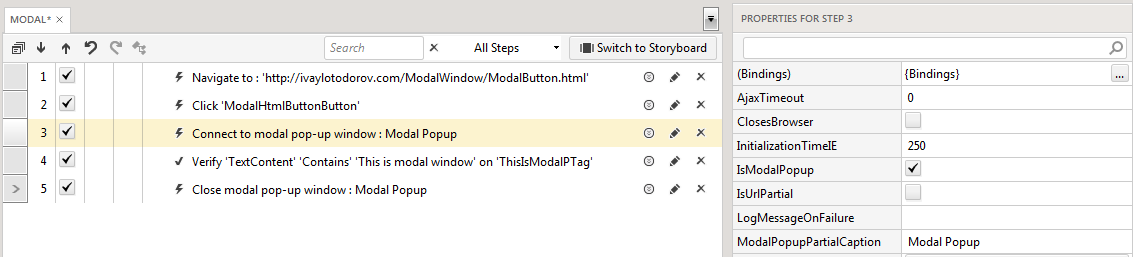 MODAL*
Search
All Steps
Switch to Storyboard
1 Navigate to : 'http://ivaylotodorov.com/ModalWindow/ModalButton.html'
2 Click 'ModalHtmlButtonButton'
3 Connect to modal pop-up window : Modal Popup
4 Verify 'TextContent' 'Contains' 'This is modal window' on 'ThisIsModalPTag'
5 Close modal pop-up window : Modal Popup
PROPERTIES FOR STEP 3
(Bindings) {Bindings} ...
AjaxTimeout 0
ClosesBrowser
InitializationTimeIE 250
IsModalPopup
IsUrlPartial
LogMessageOnFailure
ModalPopupPartialCaption Modal Popup